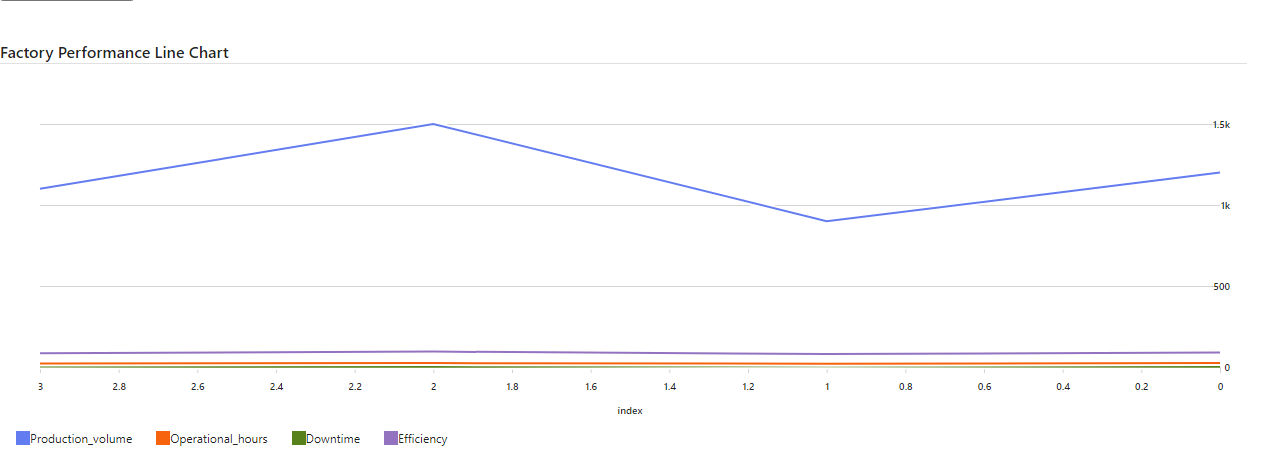 Factory Performance Line Chart
1.5k
1k
500
0
3 2.8 2.6 2.4 2.2 2 1.8 1.6 1.4 1.2 1 0.8 0.6 0.4 0.2 0
index
Production_volume Operational_hours Downtime Efficiency